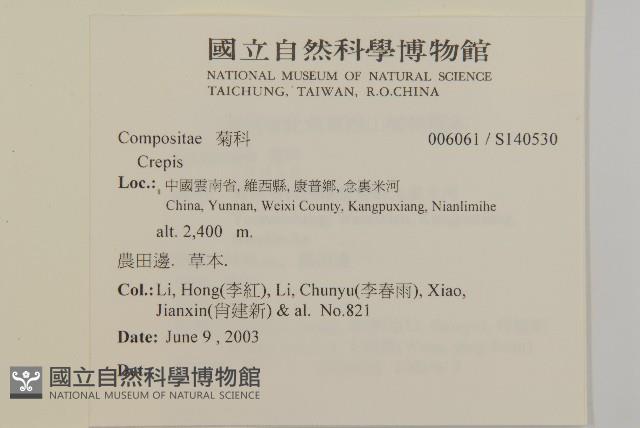 國立自然科學博物館
NATIONAL MUSEUM OF NATURAL SCIENCE
TAICHUNG, TAIWAN, R.O.CHINA
Compositae 菊科 006061 / S140530
Crepis
Loc.: 中國雲南省, 維西縣, 康普鄉, 念裏米河
China, Yunnan, Weixi County, Kangpuxiang, Nianlimihe
alt. 2,400 m.
農田邊. 草本.
Col.: Li, Hong(李紅), Li, Chunyu(李春雨), Xiao,
Jianxin(肖建新) & al. No.821
Date: June 9 , 2003
Det.
國立自然科學博物館
NATIONAL MUSEUM OF NATURAL SCIENCE